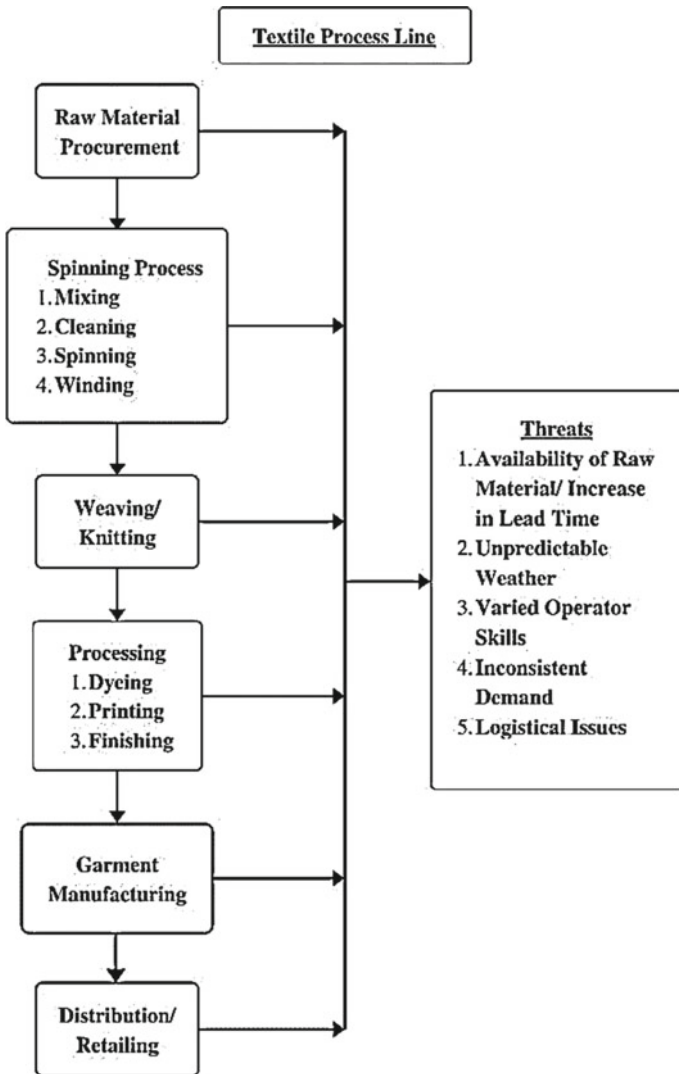 Textile Process Line
Raw Material
Procurement
Spinning Process
1. Mixing
2. Cleaning
3. Spinning
4. Winding
Weaving/
Knitting
Processing
1. Dyeing
2. Printing
3. Finishing
Garment
Manufacturing
Distribution/
Retailing
Threats
1. Availability of Raw
Material/ Increase
in Lead Time
2. Unpredictable
Weather
3. Varied Operator
Skills
4. Inconsistent
Demand
5. Logistical Issues